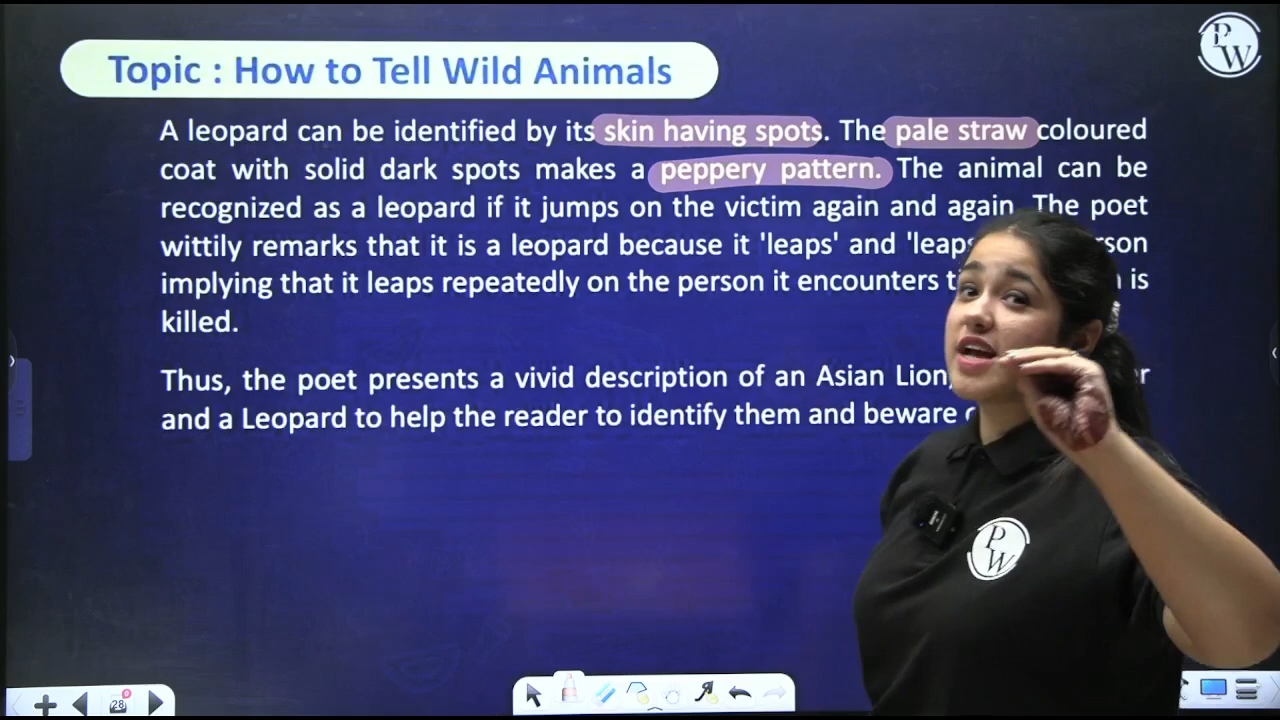 Topic : How to Tell Wild Animals
P
W
A leopard can be identified by its skin having spots. The pale straw coloured
coat with solid dark spots makes a peppery pattern. The animal can be
recognized as a leopard if it jumps on the victim again and again. The poet
wittily remarks that it is a leopard because it 'leaps' and 'leaps
implying that it leaps repeatedly on the person it encounters is
killed.
Thus, the poet presents a vivid description of an Asian Lion,
and a Leopard to help the reader to identify them and beware
P
W
28